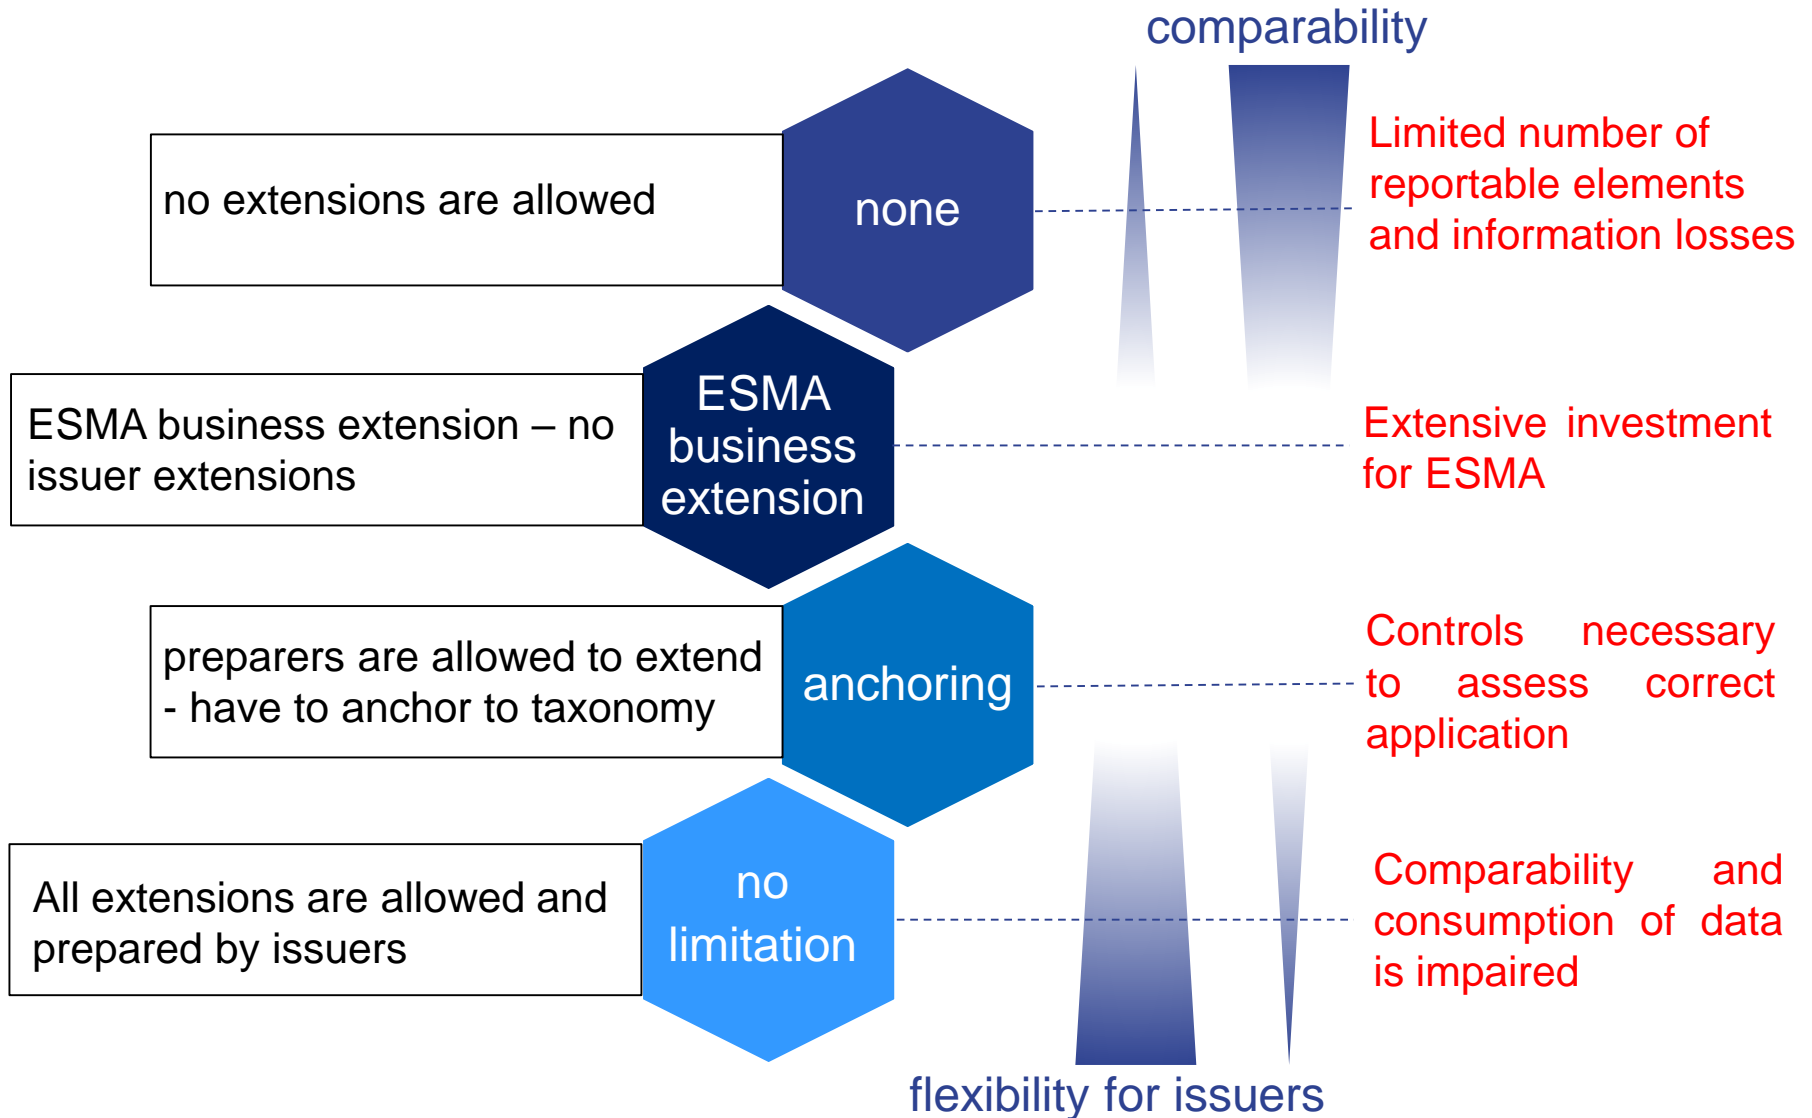 comparability
no extensions are allowed
none
Limited number of
reportable elements
and information losses
ESMA business extension – no
issuer extensions
ESMA
business
extension
Extensive investment
for ESMA
preparers are allowed to extend
- have to anchor to taxonomy
anchoring
Controls necessary
to assess correct
application
All extensions are allowed and
prepared by issuers
no
limitation
Comparability and
consumption of data
is impaired
flexibility for issuers